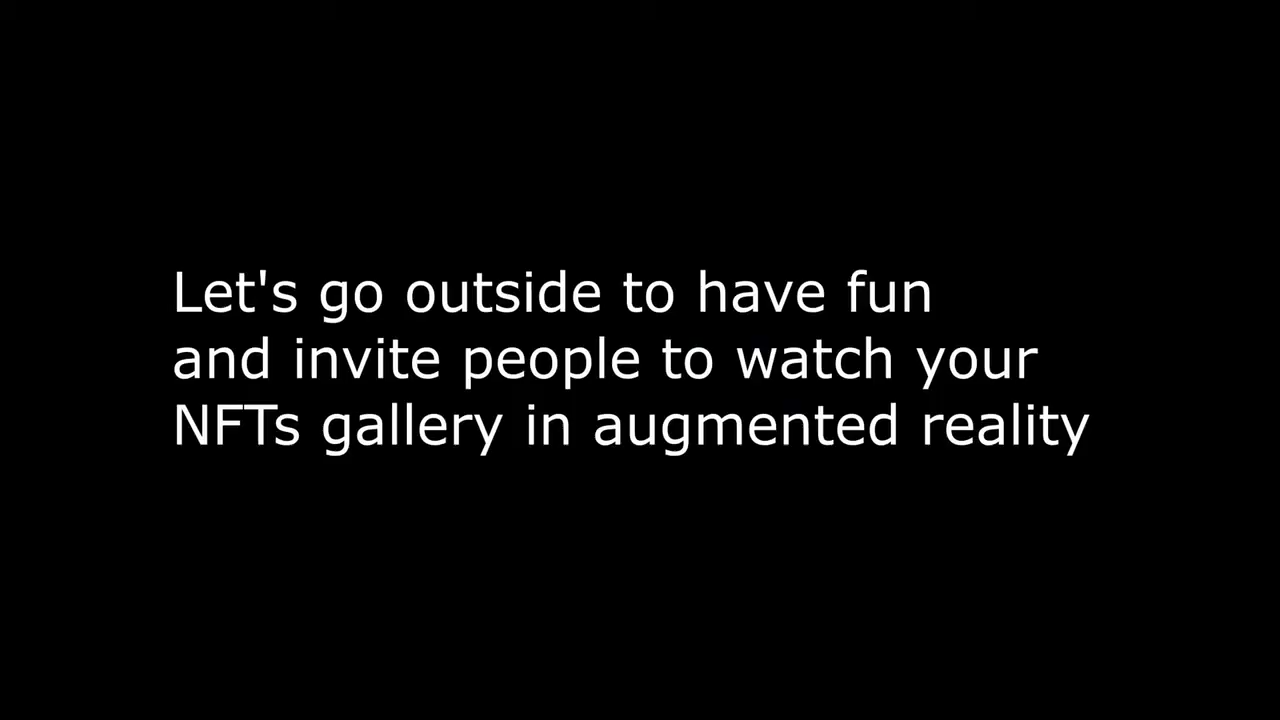 Let's go outside to have fun
and invite people to watch your
NFTs gallery in augmented reality